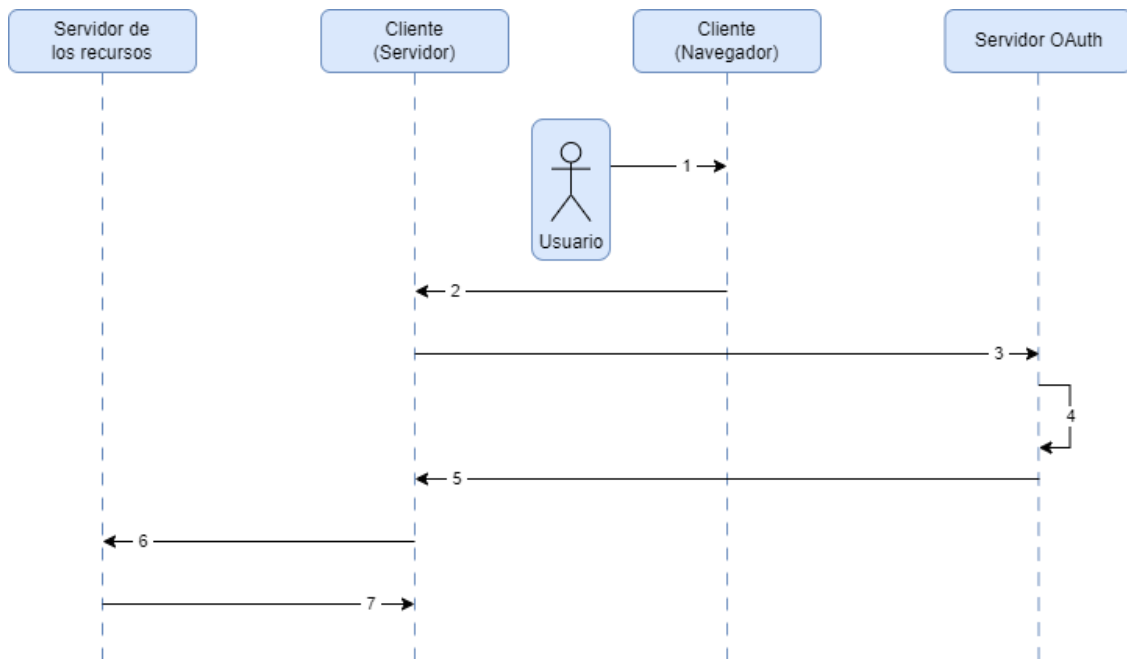 Servidor de
los recursos
Cliente
(Servidor)
Cliente
(Navegador)
Servidor OAuth
1
Usuario
2
3
4
5
6
7